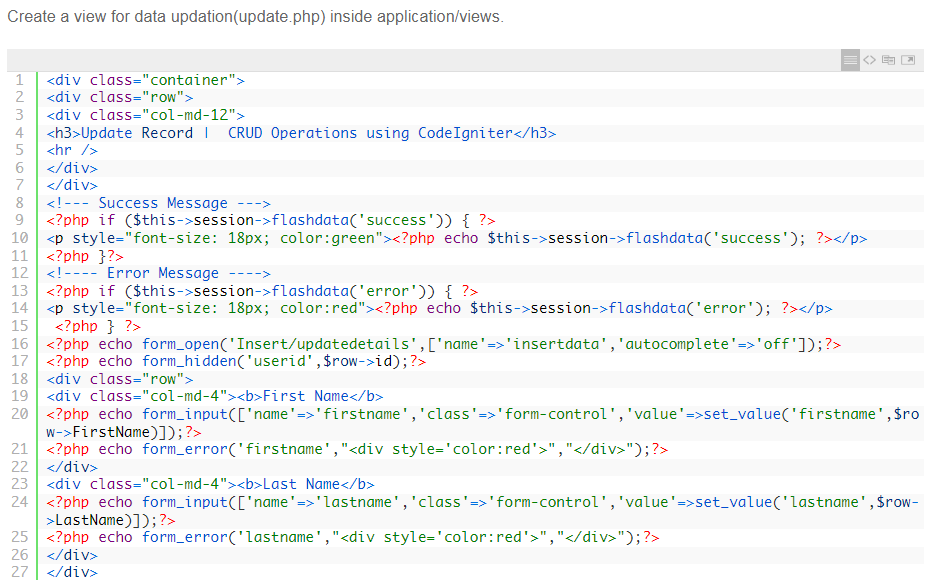 Create a view for data updation(update.php) inside application/views.
1 <div class="container">
2 <div class="row">
3 <div class="col-md-12">
4 <h3>Update Record |  CRUD Operations using CodeIgniter</h3>
5 <hr />
6 </div>
7 </div>
8 <!--- Success Message --->
9 <?php if ($this->session->flashdata('success')) { ?>
10 <p style="font-size: 18px; color:green"><?php echo $this->session->flashdata('success'); ?></p>
11 <?php }?>
12 <!---- Error Message ---->
13 <?php if ($this->session->flashdata('error')) { ?>
14 <p style="font-size: 18px; color:red"><?php echo $this->session->flashdata('error'); ?></p>
15  <?php } ?>
16 <?php echo form_open('Insert/updatedetails',['name'=>'insertdata','autocomplete'=>'off']);?>
17 <?php echo form_hidden('userid',$row->id);?>
18 <div class="row">
19 <div class="col-md-4"><b>First Name</b>
20 <?php echo form_input(['name'=>'firstname','class'=>'form-control','value'=>set_value('firstname',$ro
w->FirstName)]);?>
21 <?php echo form_error('firstname',"<div style='color:red'>","</div>");?>
22 </div>
23 <div class="col-md-4"><b>Last Name</b>
24 <?php echo form_input(['name'=>'lastname','class'=>'form-control','value'=>set_value('lastname',$row-
>LastName)]);?>
25 <?php echo form_error('lastname',"<div style='color:red'>","</div>");?>
26 </div>
27 </div>